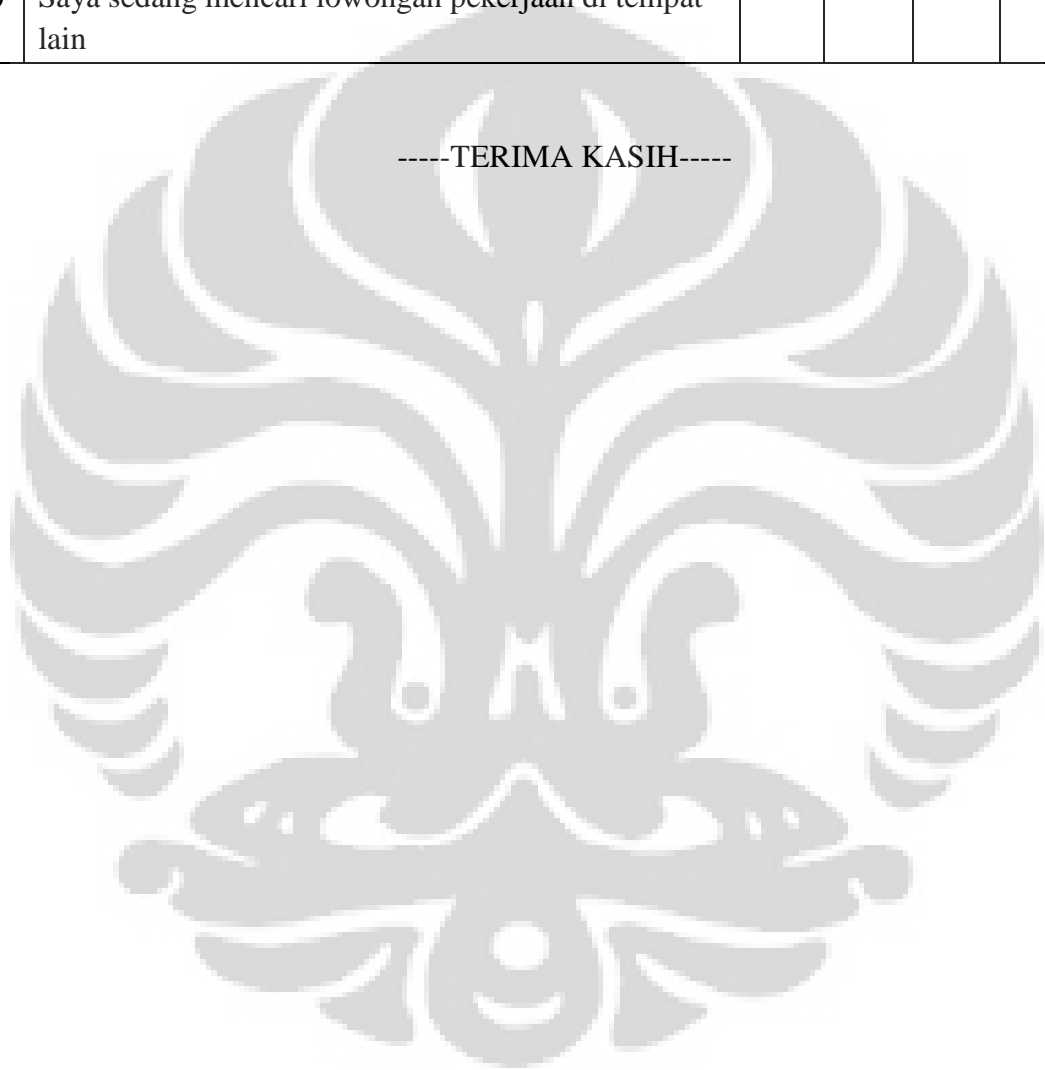 Saya sedang mencari lowongan pekerjaan di tempat
lain
-----TERIMA KASIH-----